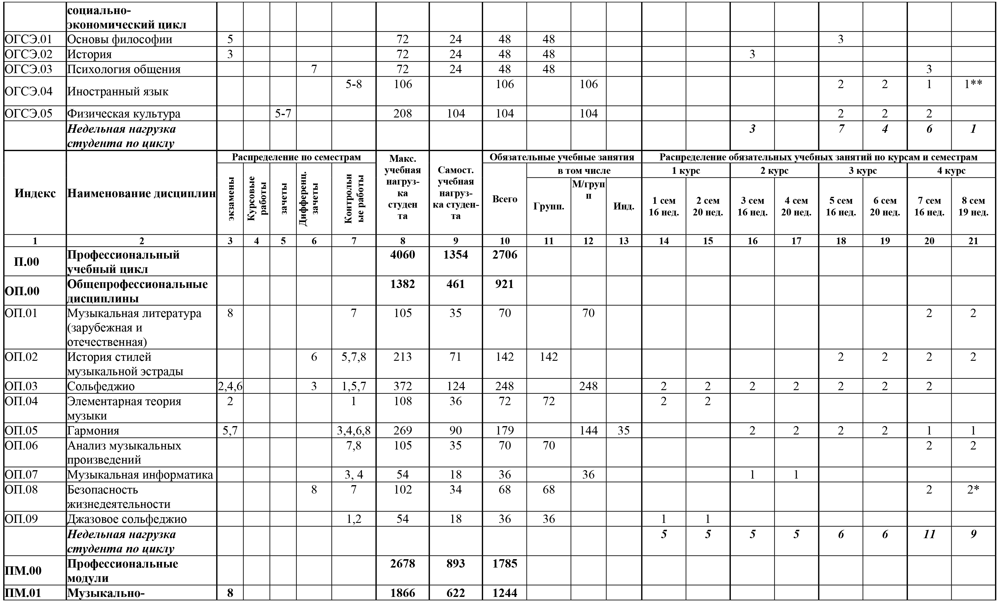 социально-
экономический цикл
ОГСЭ.01 Основы философии 5 72 24 48 48 3
ОГСЭ.02 История 3 72 24 48 48 3
ОГСЭ.03 Психология общения 7 72 24 48 48 3
ОГСЭ.04 Иностранный язык 5-8 106 106 106 2 2 1 1**
ОГСЭ.05 Физическая культура 5-7 208 104 104 104 2 2 2
Недельная нагрузка 3 7 4 6 1
студента по циклу
Индекс
Наименование дисциплин
Распределение по семестрам
экзамены
Курсовые
работы
зачеты
Дифференц.
зачеты
Контрольн
ые работы
Макс.
учебная
нагруз-
ка
студен
та
Самост.
учебная
нагруз-
ка студен-
та
Обязательные учебные занятия
Всего
в том числе
Групп.
М/груп
п
Инд.
Распределение обязательных учебных занятий по курсам и семестрам
1 курс 2 курс 3 курс 4 курс
1 сем 2 сем 3 сем 4 сем 5 сем 6 сем 7 сем 8 сем
16 нед. 20 нед. 16 нед. 20 нед. 16 нед. 20 нед. 16 нед. 19 нед.
1 2 3 4 5 6 7 8 9 10 11 12 13 14 15 16 17 18 19 20 21
П.00 Профессиональный 4060 1354 2706
учебный цикл
ОП.00 Общепрофессиональные 1382 461 921
дисциплины
ОП.01 Музыкальная литература 8 7 105 35 70 70 2 2
(зарубежная и
отечественная)
ОП.02 История стилей 6 5,7,8 213 71 142 142 2 2 2 2
музыкальной эстрады
ОП.03 Сольфеджио 2,4,6 3 1,5,7 372 124 248 248 2 2 2 2 2 2 2
ОП.04 Элементарная теория 2 1 108 36 72 72 2 2
музыки
ОП.05 Гармония 5,7 3,4,6,8 269 90 179 144 35 2 2 2 2 1 1
ОП.06 Анализ музыкальных 7,8 105 35 70 70 2 2
произведений
ОП.07 Музыкальная информатика 3, 4 54 18 36 36 1 1
ОП.08 Безопасность 8 7 102 34 68 68 2 2*
жизнедеятельности
ОП.09 Джазовое сольфеджио 1,2 54 18 36 36 1 1
Недельная нагрузка 5 5 5 5 6 6 11 9
студента по циклу
ПМ.00 Профессиональные 2678 893 1785
модули
ПМ.01 Музыкально- 8 1866 622 1244